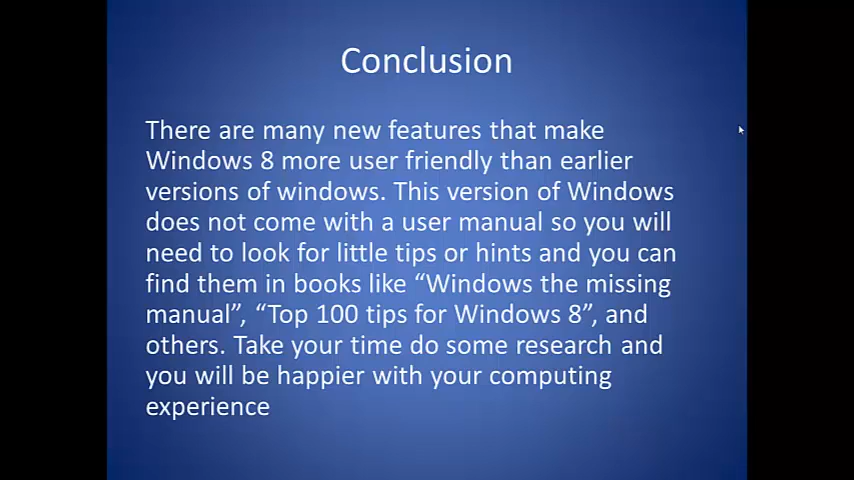 Conclusion
There are many new features that make
Windows 8 more user friendly than earlier
versions of windows. This version of Windows
does not come with a user manual so you will
need to look for little tips or hints and you can
find them in books like “Windows the missing
manual”, “Top 100 tips for Windows 8”, and
others. Take your time do some research and
you will be happier with your computing
experience